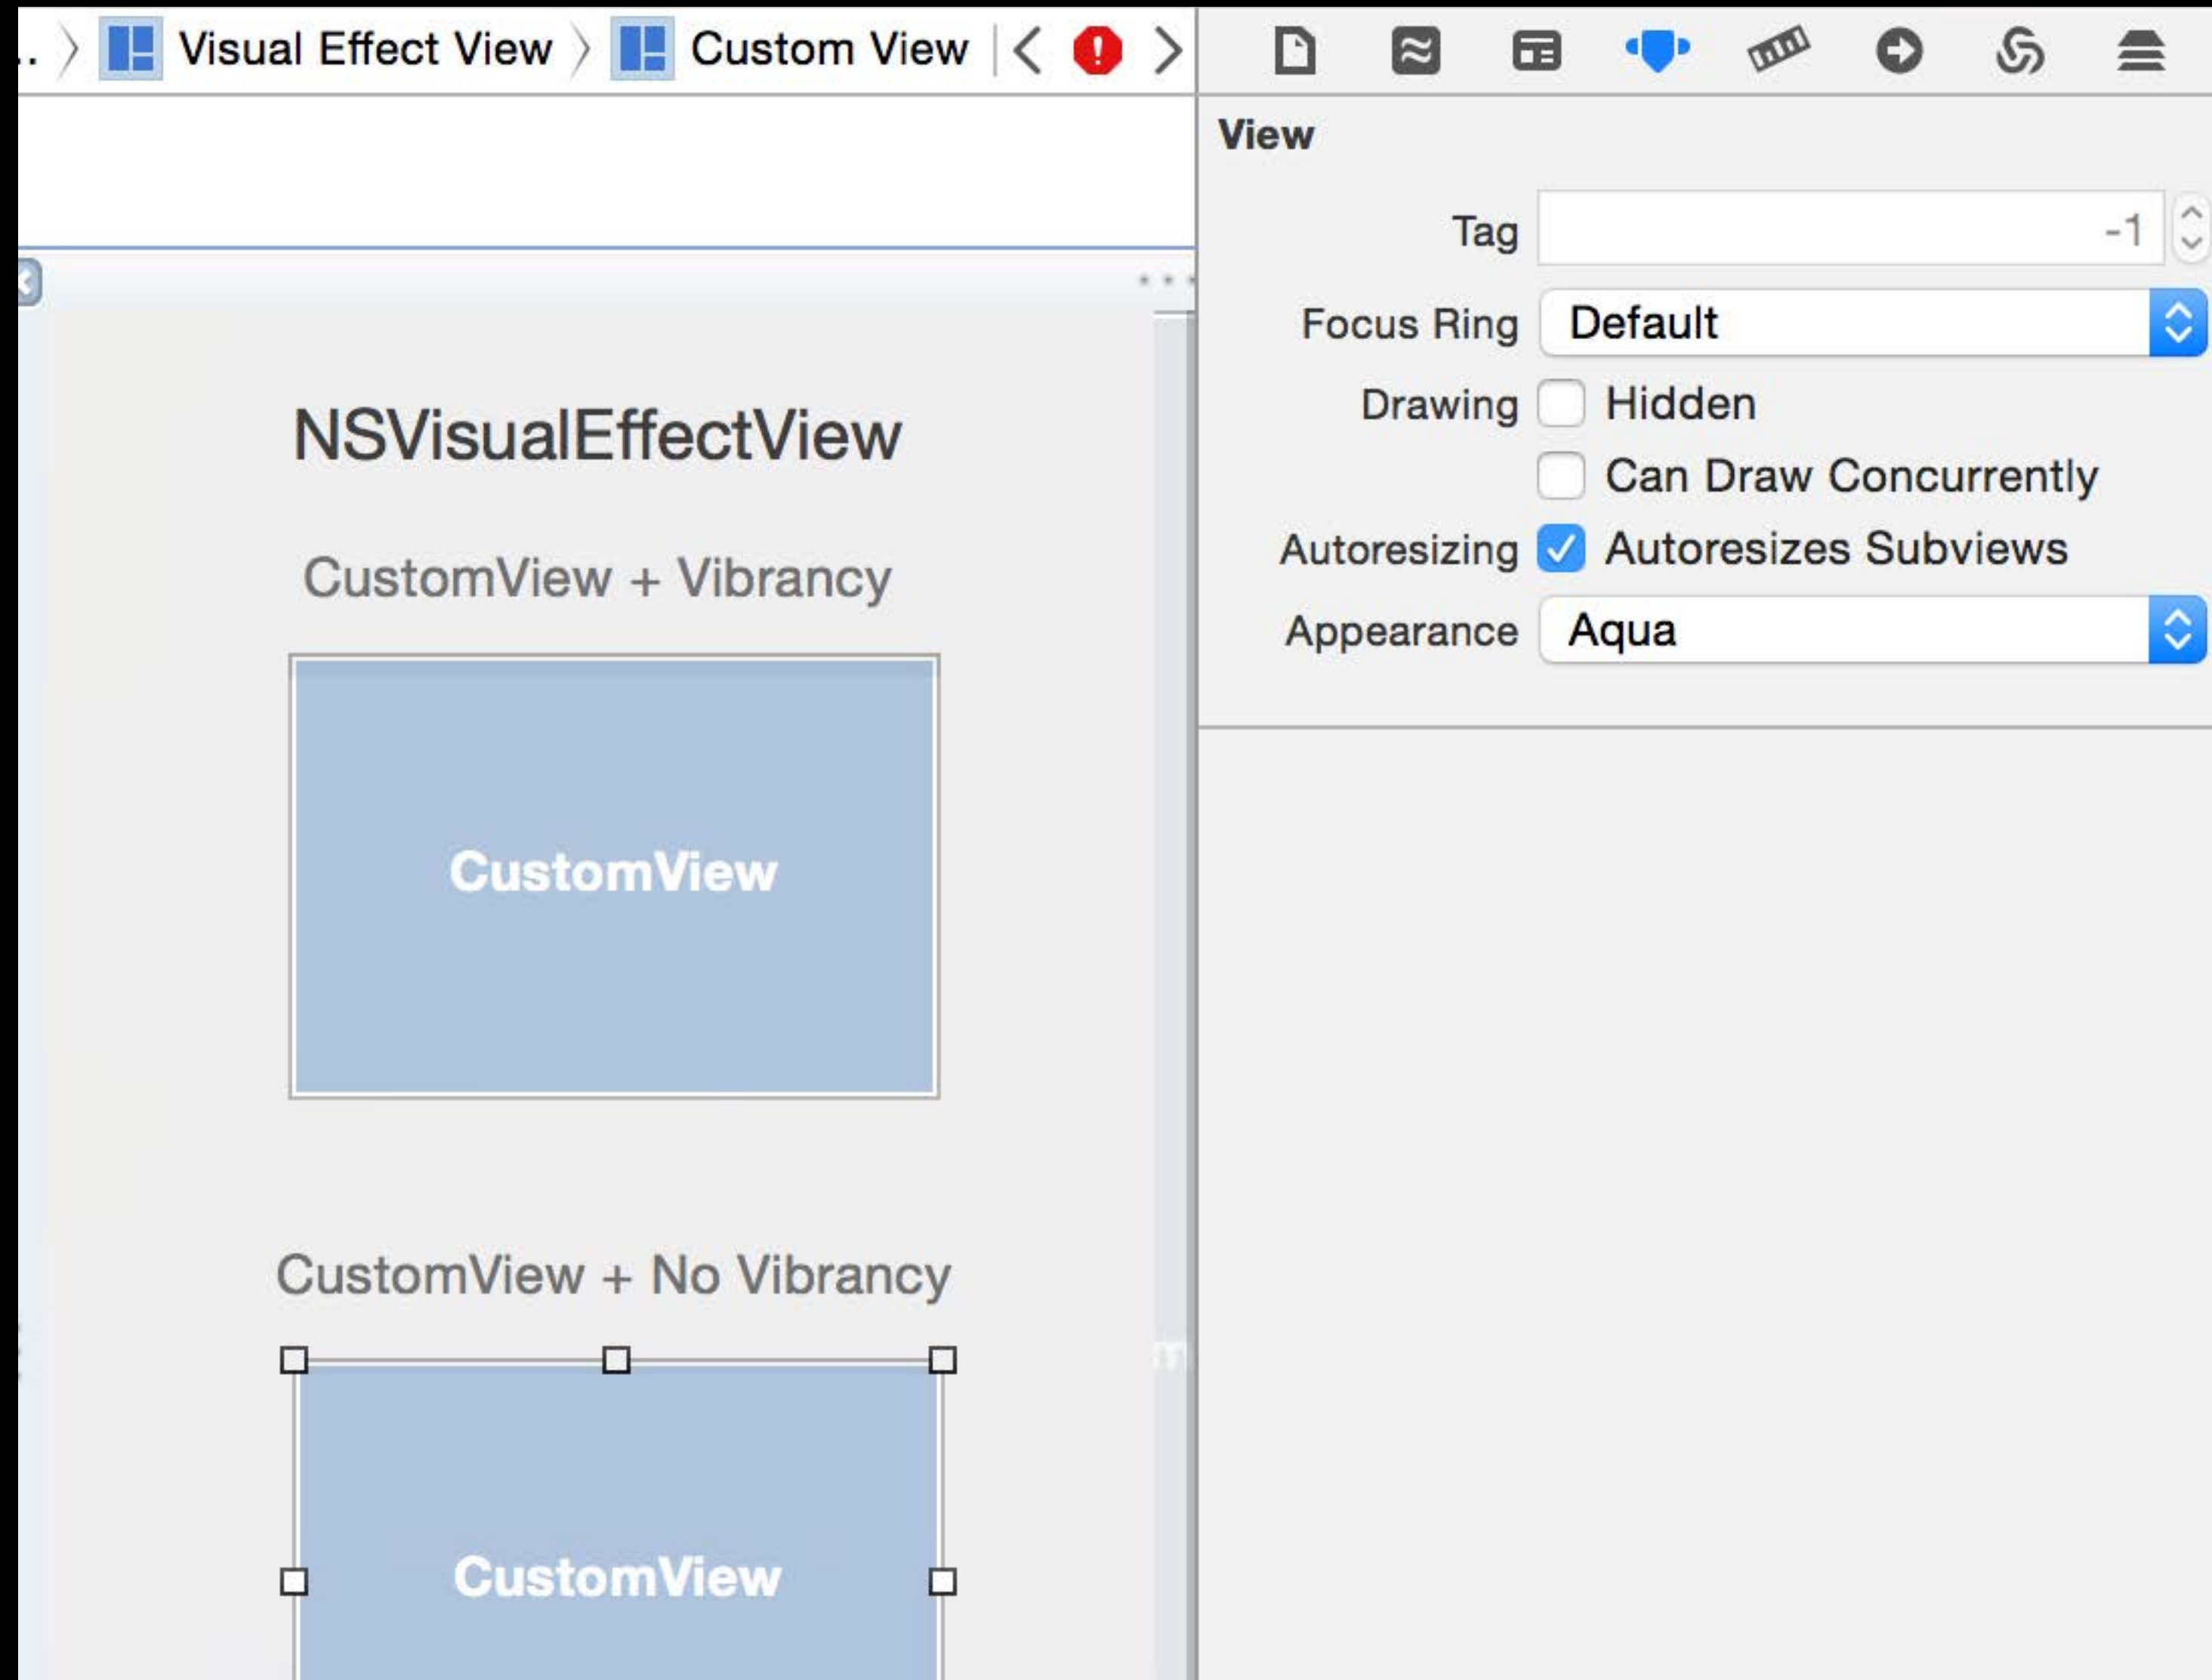 .. Visual Effect View Custom View
View
Tag -1
Focus Ring Default
Drawing Hidden
Can Draw Concurrently
Autoresizing Autoresizes Subviews
Appearance Aqua
NSVisualEffectView
CustomView + Vibrancy
CustomView
CustomView + No Vibrancy
CustomView